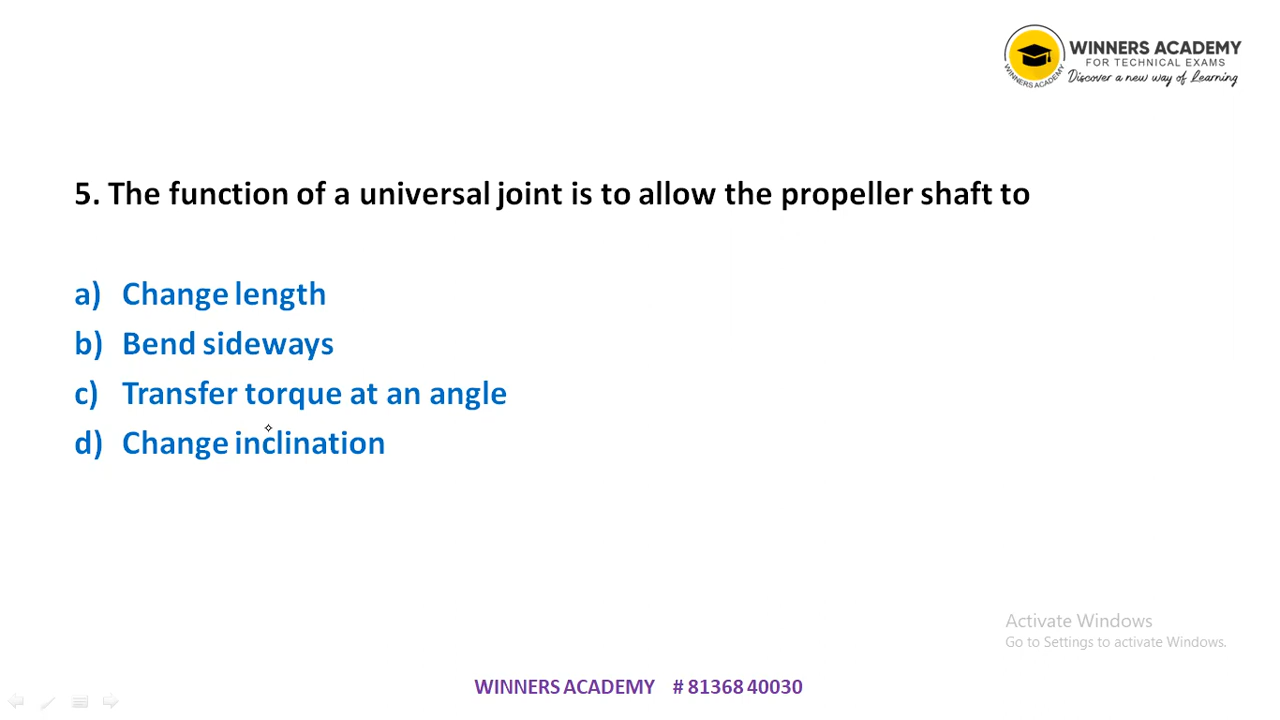 WINNERS ACADEMY
FOR TECHNICAL EXAMS
Discover a new way of Learning
WINNERS ACADEMY
5. The function of a universal joint is to allow the propeller shaft to
a) Change length
b) Bend sideways
c) Transfer torque at an angle
d) Change inclination
Activate Windows
Go to Settings to activate Windows.
WINNERS ACADEMY # 81368 40030